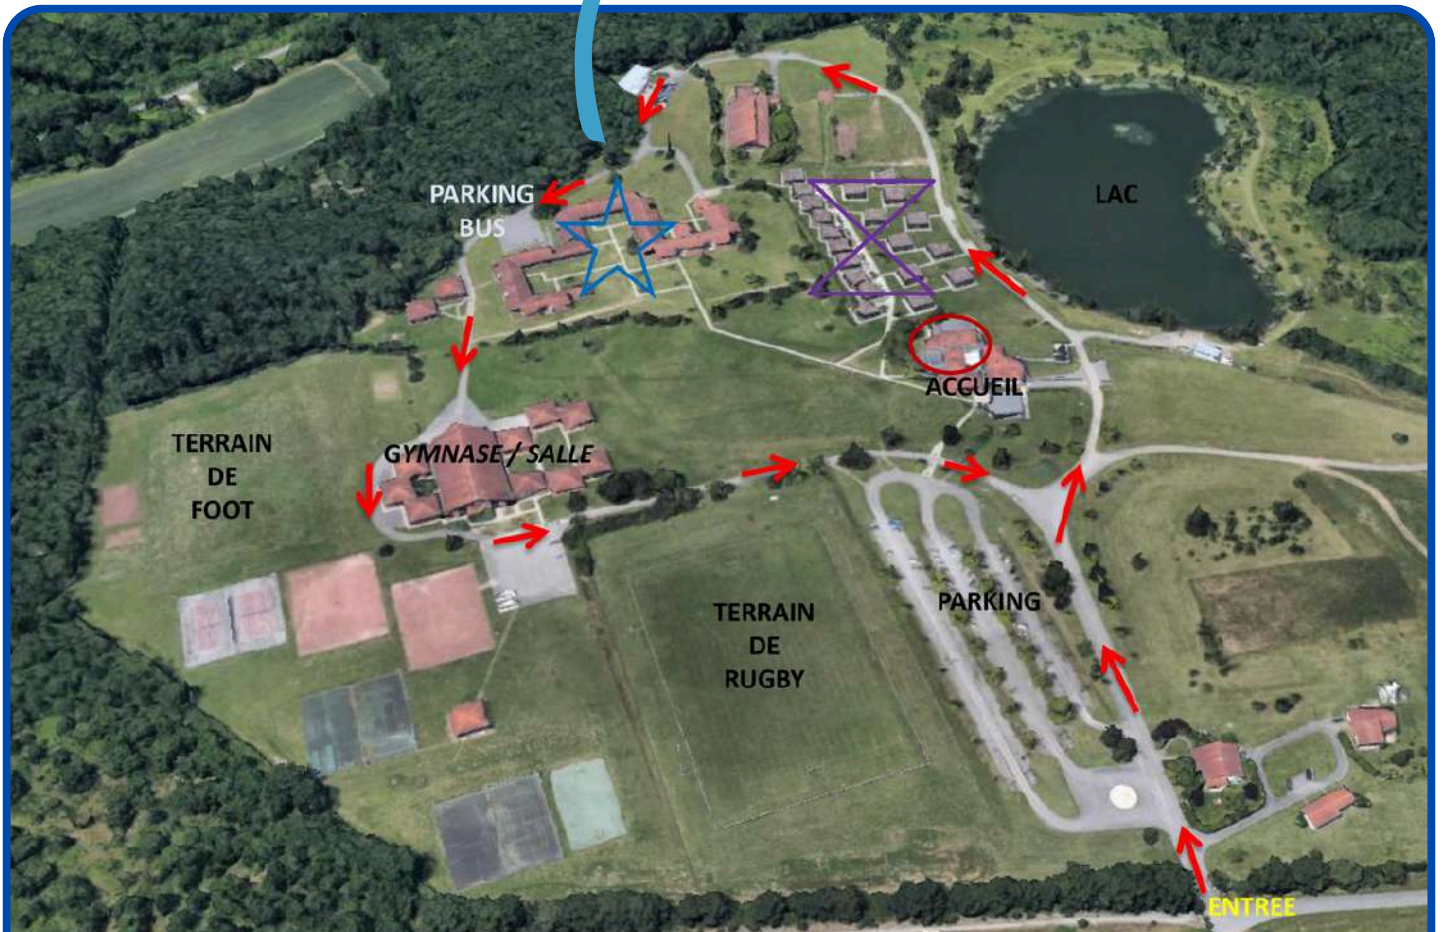 PARKING
BUS
LAC
ACCUEIL
TERRAIN
DE
FOOT
GYMNASE / SALLE
PARKING
TERRAIN
DE
RUGBY
ENTREE